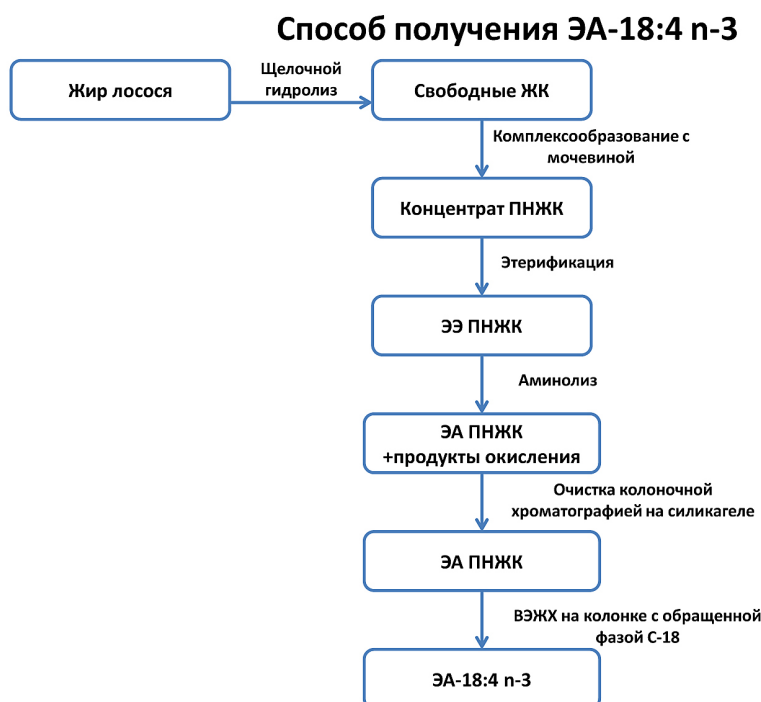 Способ получения ЭА-18:4 n-3
Жир лосося
Щелочной
гидролиз
Свободные ЖК
Комплексообразование с
мочевиной
Концентрат ПНЖК
Этерификация
ЭЭ ПНЖК
Аминолиз
ЭА ПНЖК
+продукты окисления
Очистка колоночной
хроматографией на силикагеле
ЭА ПНЖК
ВЭЖХ на колонке с обращенной
фазой С-18
ЭА-18:4 n-3